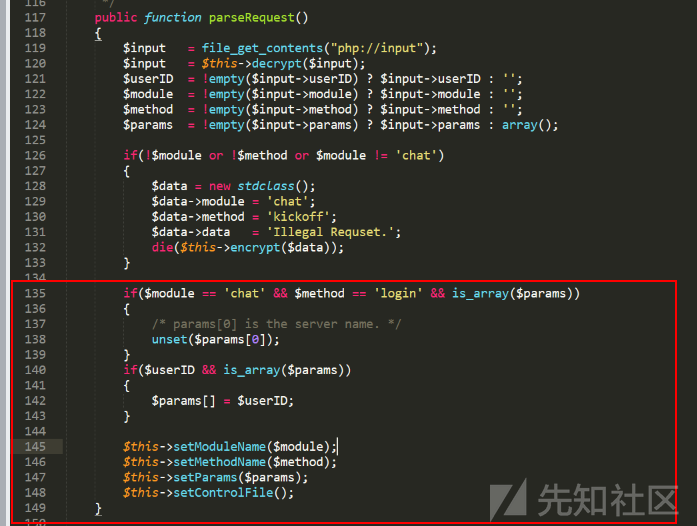 116 */
117 public function parseRequest()
118 {
119 $input = file_get_contents("php://input");
120 $input = $this->decrypt($input);
121 $userID = !empty($input->userID) ? $input->userID : '';
122 $module = !empty($input->module) ? $input->module : '';
123 $method = !empty($input->method) ? $input->method : '';
124 $params = !empty($input->params) ? $input->params : array();
125
126 if(!$module or !$method or $module != 'chat')
127 {
128 $data = new stdclass();
129 $data->module = 'chat';
130 $data->method = 'kickoff';
131 $data->data = 'Illegal Requset.';
132 die($this->encrypt($data));
133 }
134
135 if($module == 'chat' && $method == 'login' && is_array($params))
136 {
137 /* params[0] is the server name. */
138 unset($params[0]);
139 }
140 if($userID && is_array($params))
141 {
142 $params[] = $userID;
143 }
144
145 $this->setModuleName($module);
146 $this->setMethodName($method);
147 $this->setParams($params);
148 $this->setControlFile();
149 }
先知社区